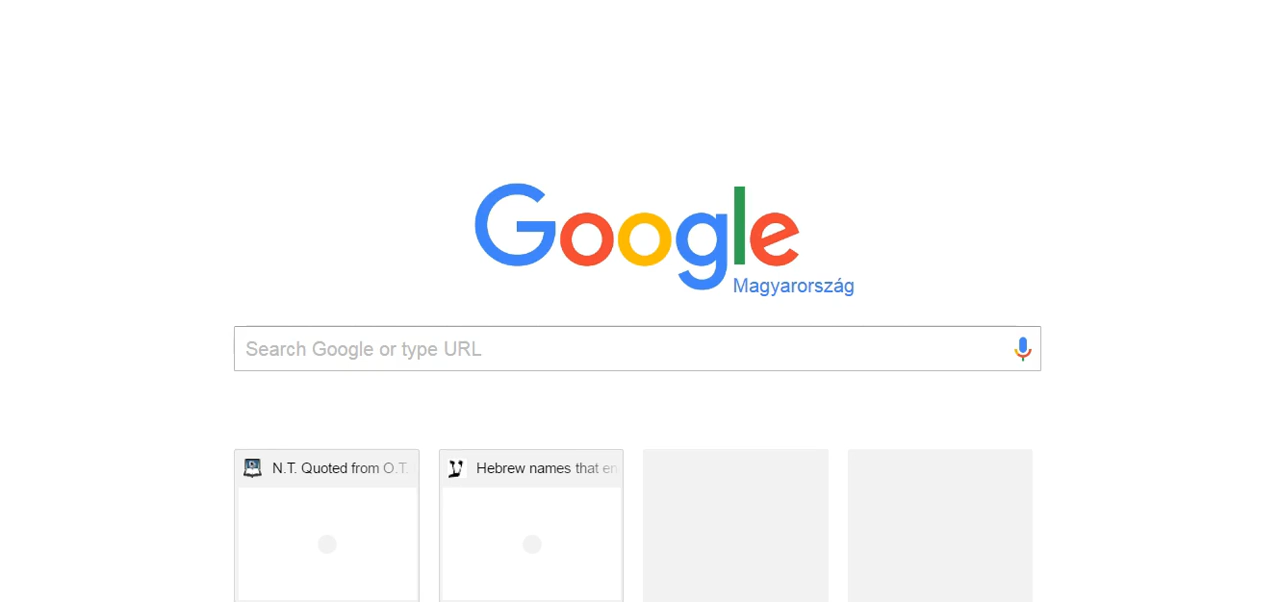 Google
Magyarország
Search Google or type URL
N.T. Quoted from O.T.
Hebrew names that en